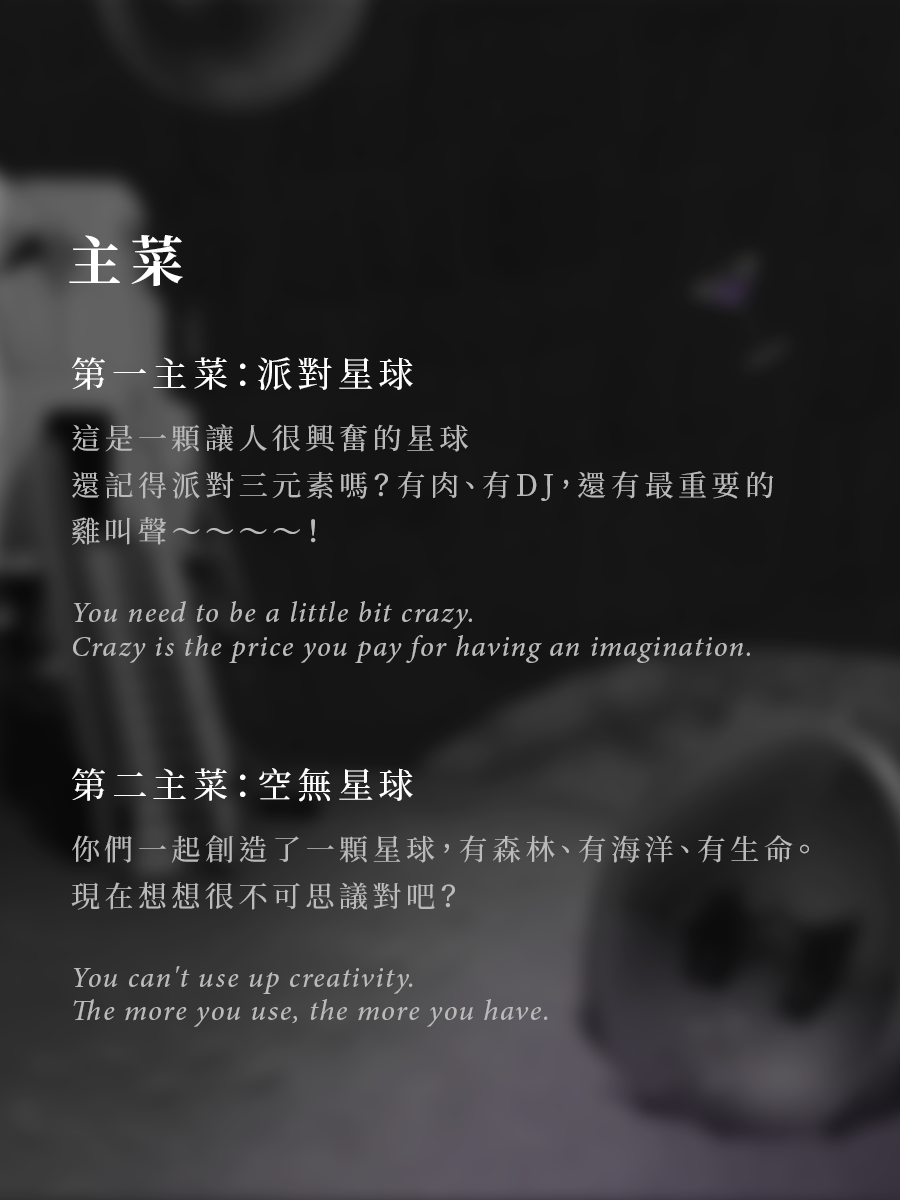 主菜
第一主菜：派對星球
這是一顆讓人很興奮的星球
還記得派對三元素嗎？有肉、有DJ，還有最重要的
雞叫聲～～～～！
You need to be a little bit crazy.
Crazy is the price you pay for having an imagination.
第二主菜：空無星球
你們一起創造了一顆星球，有森林、有海洋、有生命。
現在想想很不可思議對吧？
You can't use up creativity.
The more you use, the more you have.